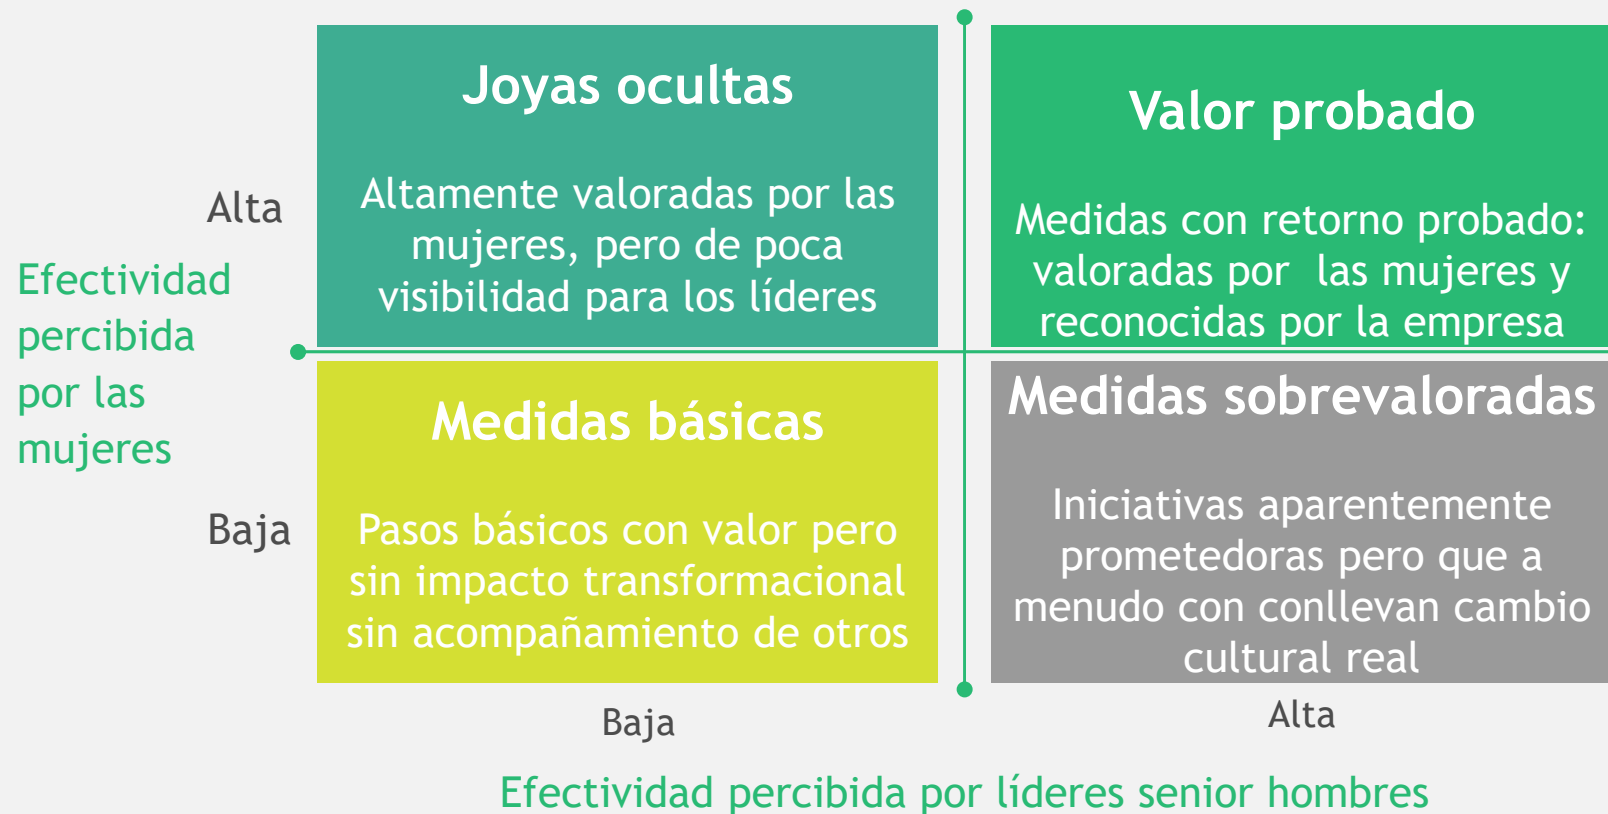 Joyas ocultas
Altamente valoradas por las
mujeres, pero de poca
visibilidad para los líderes
Valor probado
Medidas con retorno probado:
valoradas por  las mujeres y
reconocidas por la empresa
Alta
Efectividad
percibida
por las
mujeres
Baja
Medidas básicas
Pasos básicos con valor pero
sin impacto transformacional
sin acompañamiento de otros
Medidas sobrevaloradas
Iniciativas aparentemente
prometedoras pero que a
menudo con conllevan cambio
cultural real
Baja
Alta
Efectividad percibida por líderes senior hombres